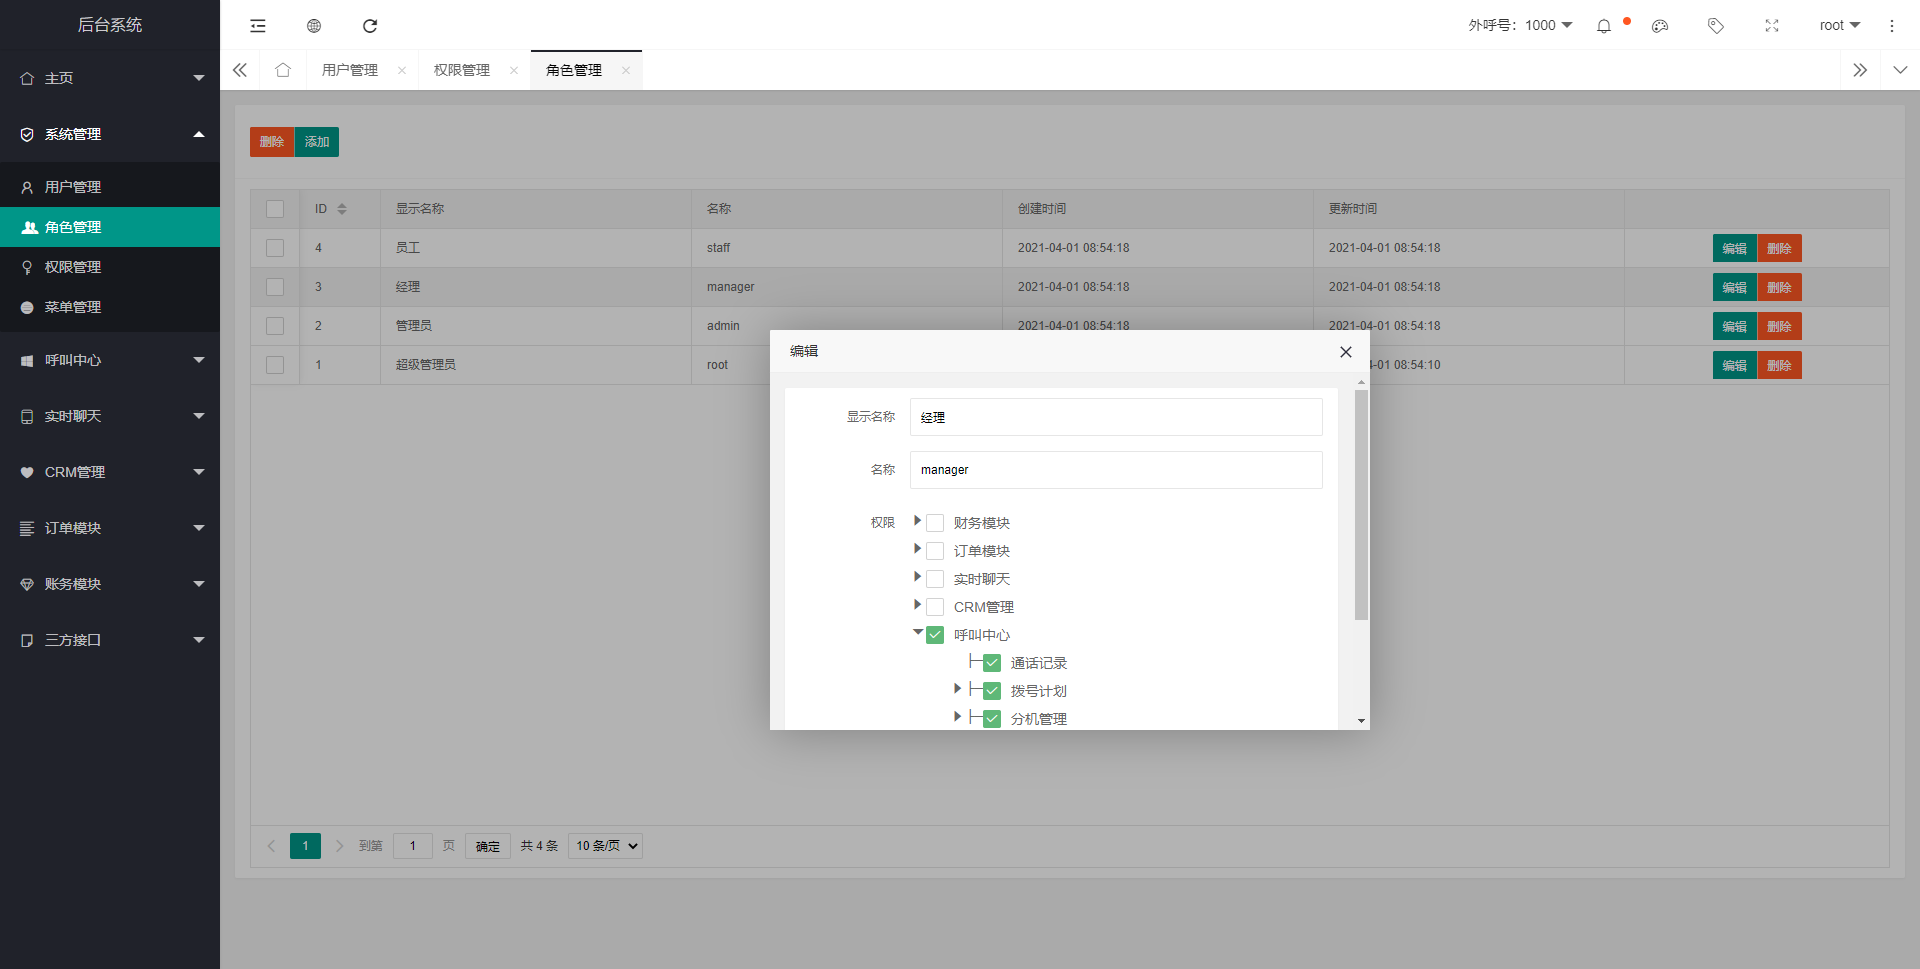 后台系统
外呼号：1000
root
主页
系统管理
用户管理
角色管理
权限管理
菜单管理
呼叫中心
实时聊天
CRM管理
订单模块
账务模块
三方接口
用户管理
权限管理
角色管理
删除 添加
ID 显示名称 名称 创建时间 更新时间
4 员工 staff 2021-04-01 08:54:18 2021-04-01 08:54:18 编辑 删除
3 经理 manager 2021-04-01 08:54:18 2021-04-01 08:54:18 编辑 删除
2 管理员 admin 2021-04-01 08:54:18 2021-04-01 08:54:18 编辑 删除
1 超级管理员 root 4-01 08:54:10 编辑 删除
编辑
显示名称 经理
名称 manager
权限 财务模块
订单模块
实时聊天
CRM管理
呼叫中心
通话记录
拨号计划
分机管理
1 到第 1 页 确定 共 4 条 10 条/页